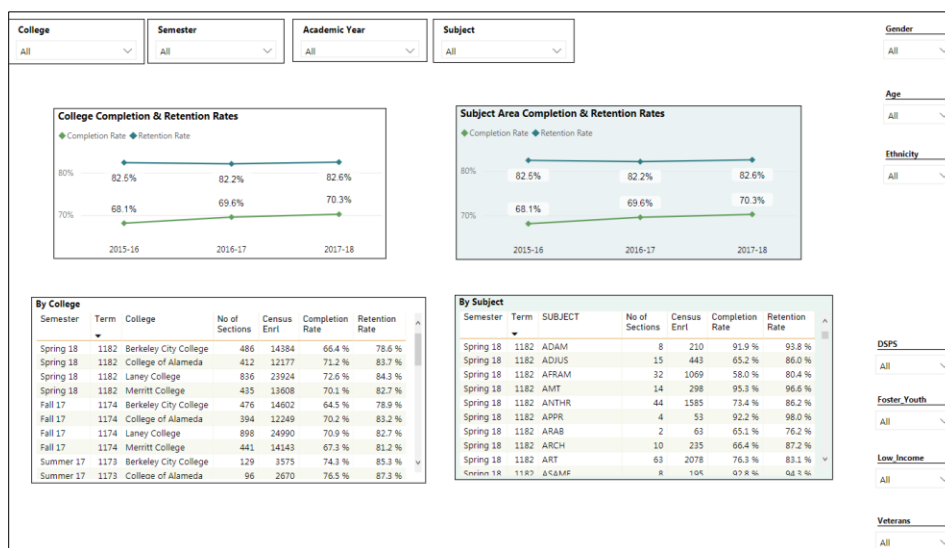 College Semester Academic Year Subject
All All All All
Gender
All
Age
All
Ethnicity
All
College Completion & Retention Rates
Completion Rate Retention Rate
80%
82.5% 82.2% 82.6%
70%
68.1% 69.6% 70.3%
2015-16 2016-17 2017-18
Subject Area Completion & Retention Rates
Completion Rate Retention Rate
80%
82.5% 82.2% 82.6%
70%
68.1% 69.6% 70.3%
2015-16 2016-17 2017-18
By College
Semester Term College No of Sections Census Enrl Completion Rate Retention Rate
Spring 18 1182 Berkeley City College 486 14384 66.4 % 78.6 %
Spring 18 1182 College of Alameda 412 12177 71.2 % 83.7 %
Spring 18 1182 Laney College 836 23924 72.6 % 84.3 %
Spring 18 1182 Merritt College 435 13608 70.1 % 82.7 %
Fall 17 1174 Berkeley City College 476 14602 64.5 % 78.9 %
Fall 17 1174 College of Alameda 394 12249 70.2 % 83.2 %
Fall 17 1174 Laney College 898 24990 70.9 % 82.7 %
Fall 17 1174 Merritt College 441 14143 67.3 % 81.2 %
Summer 17 1173 Berkeley City College 129 3575 74.3 % 85.3 %
Summer 17 1173 College of Alameda 96 2670 76.5 % 87.3 %
By Subject
Semester Term SUBJECT No of Sections Census Enrl Completion Rate Retention Rate
Spring 18 1182 ADAM 8 210 91.9 % 93.8 %
Spring 18 1182 ADJUS 15 443 65.2 % 86.0 %
Spring 18 1182 AFRAM 32 1069 58.0 % 80.4 %
Spring 18 1182 AMT 14 298 95.3 % 96.6 %
Spring 18 1182 ANTHR 44 1585 73.4 % 86.2 %
Spring 18 1182 APPR 4 53 92.2 % 98.0 %
Spring 18 1182 ARAB 2 63 65.1 % 76.2 %
Spring 18 1182 ARCH 10 235 66.4 % 87.2 %
Spring 18 1182 ART 63 2078 76.3 % 83.1 %
Spring 18 1182 ASAME 8 195 92.8 % 94.3 %
DSPS
All
Foster_Youth
All
Low_Income
All
Veterans
All